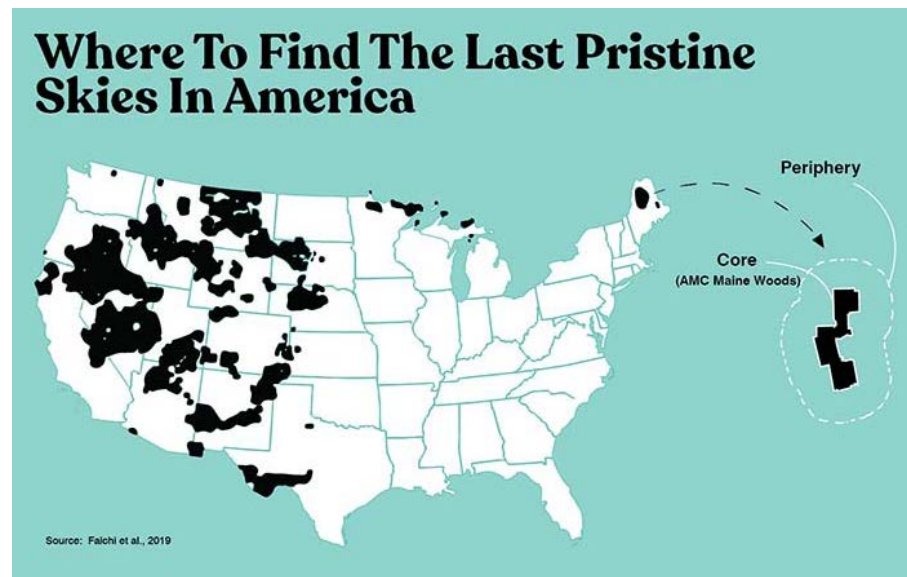 Where To Find The Last Pristine
Skies In America
Periphery
Core
(AMC Maine Woods)
Source: Falchi et al., 2019